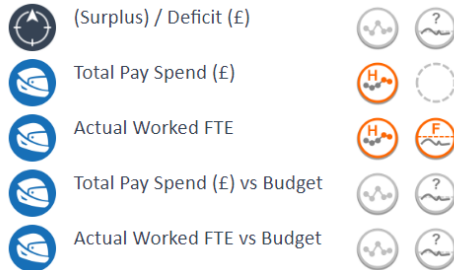 (Surplus) / Deficit (£) ?
Total Pay Spend (£) H
Actual Worked FTE H F
Total Pay Spend (£) vs Budget ?
Actual Worked FTE vs Budget ?